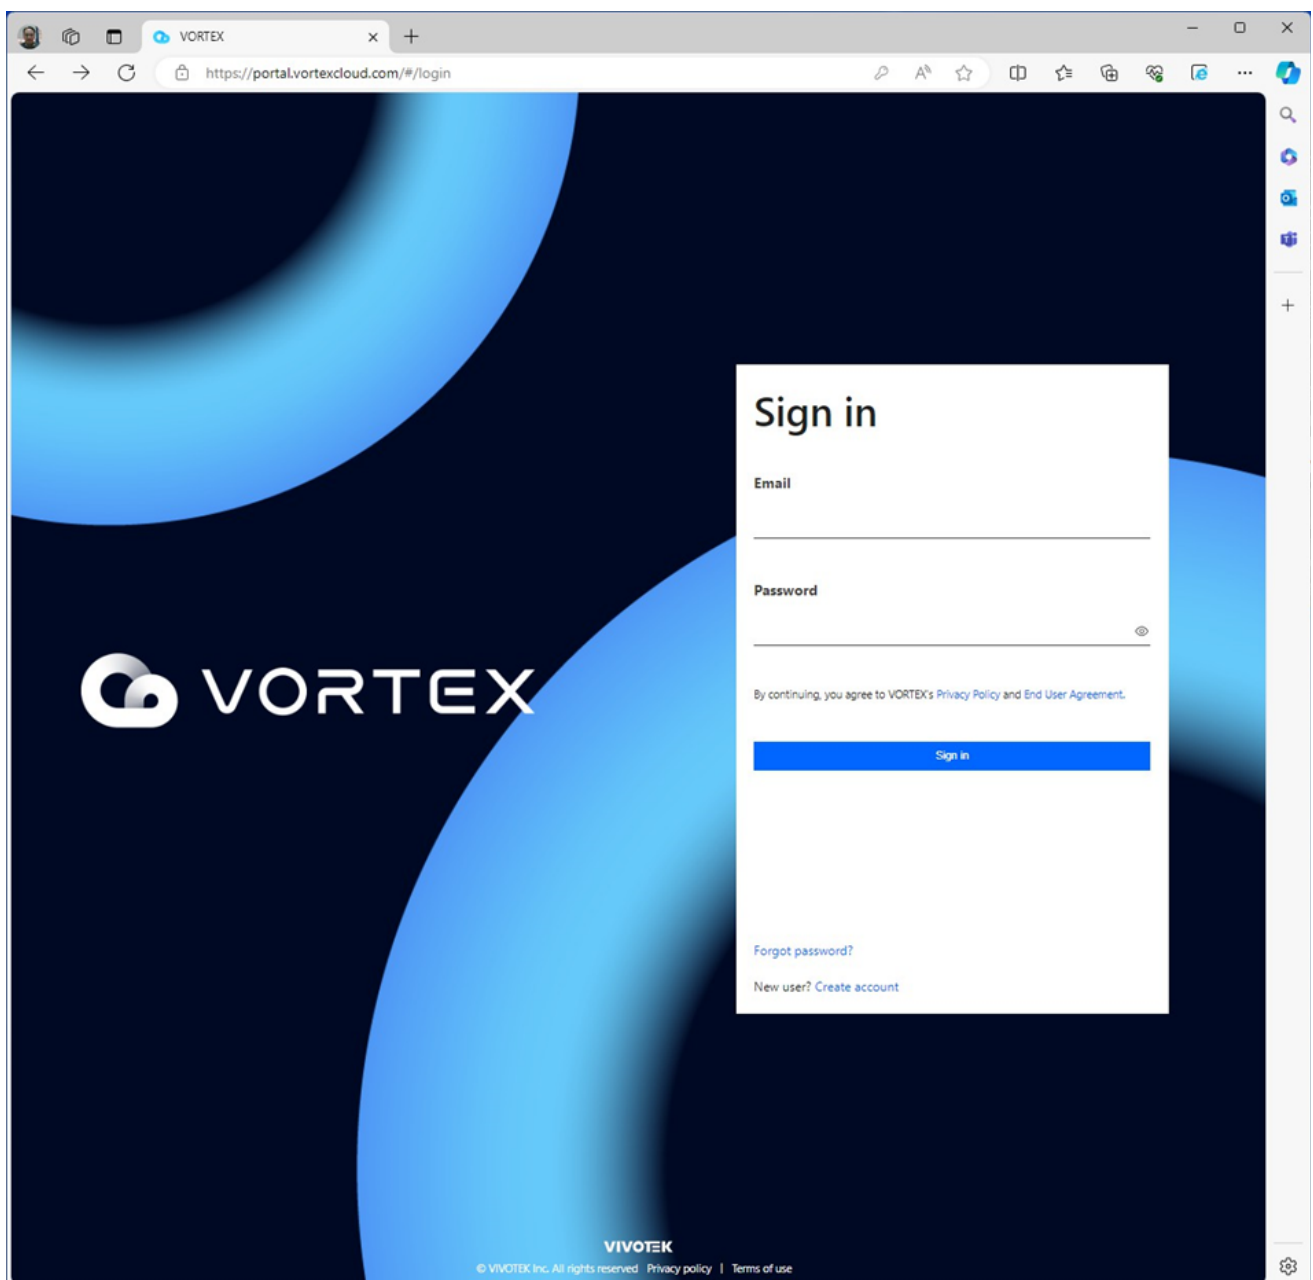 VORTEX
https://portal.vortexcloud.com/#/login
Sign in
Email
Password
By continuing, you agree to VORTEX's Privacy Policy and End User Agreement.
Sign in
Forgot password?
New user? Create account
VORTEX
VIVOTEK
© VIVOTEK Inc. All rights reserved Privacy policy | Terms of use